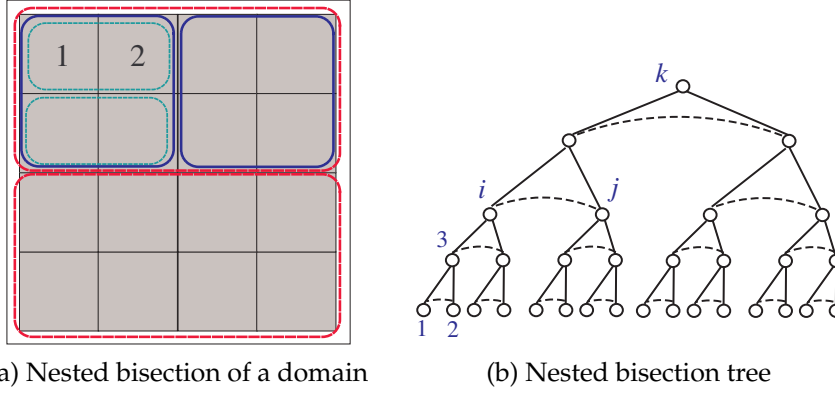 1 2
k
i j
3
1 2
a) Nested bisection of a domain
(b) Nested bisection tree